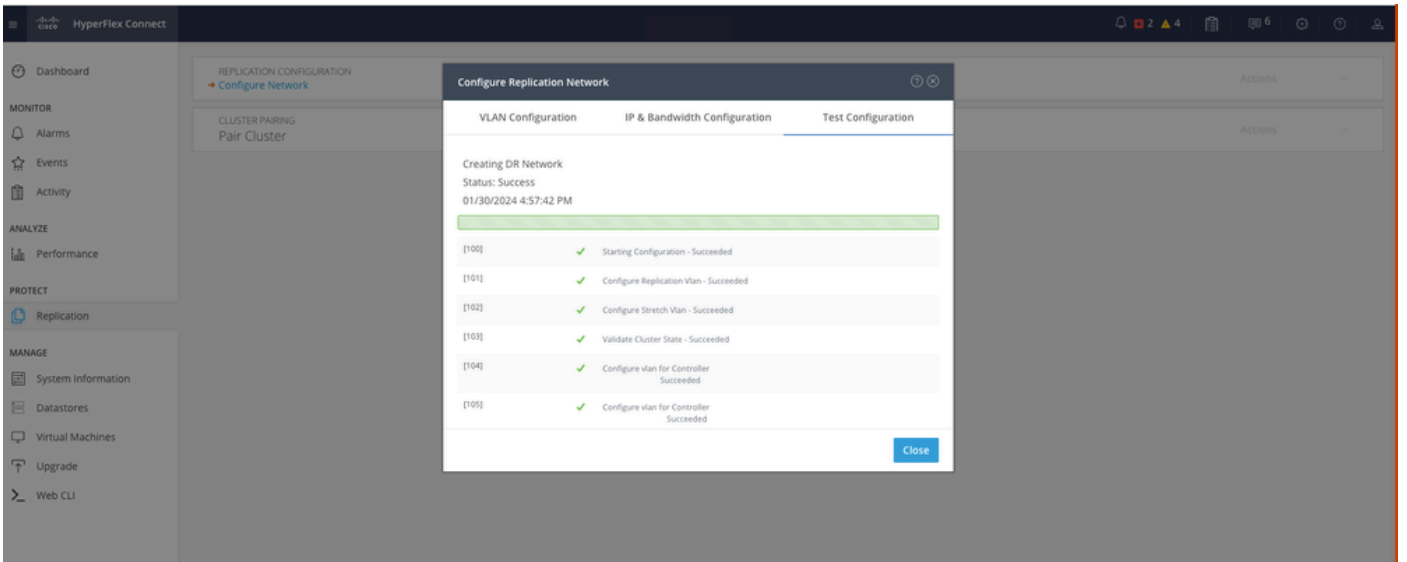 CISCO HyperFlex Connect
2 4 6
Dashboard
MONITOR
Alarms
Events
Activity
ANALYZE
Performance
PROTECT
Replication
MANAGE
System Information
Datastores
Virtual Machines
Upgrade
Web CLI
REPLICATION CONFIGURATION
Configure Network
Actions
CLUSTER PAIRING
Pair Cluster
Actions
Configure Replication Network
VLAN Configuration IP & Bandwidth Configuration Test Configuration
Creating DR Network
Status: Success
01/30/2024 4:57:42 PM
[100] Starting Configuration - Succeeded
[101] Configure Replication Vlan - Succeeded
[102] Configure Stretch Vlan - Succeeded
[103] Validate Cluster State - Succeeded
[104] Configure vlan for Controller
Succeeded
[105] Configure vlan for Controller
Succeeded
Close